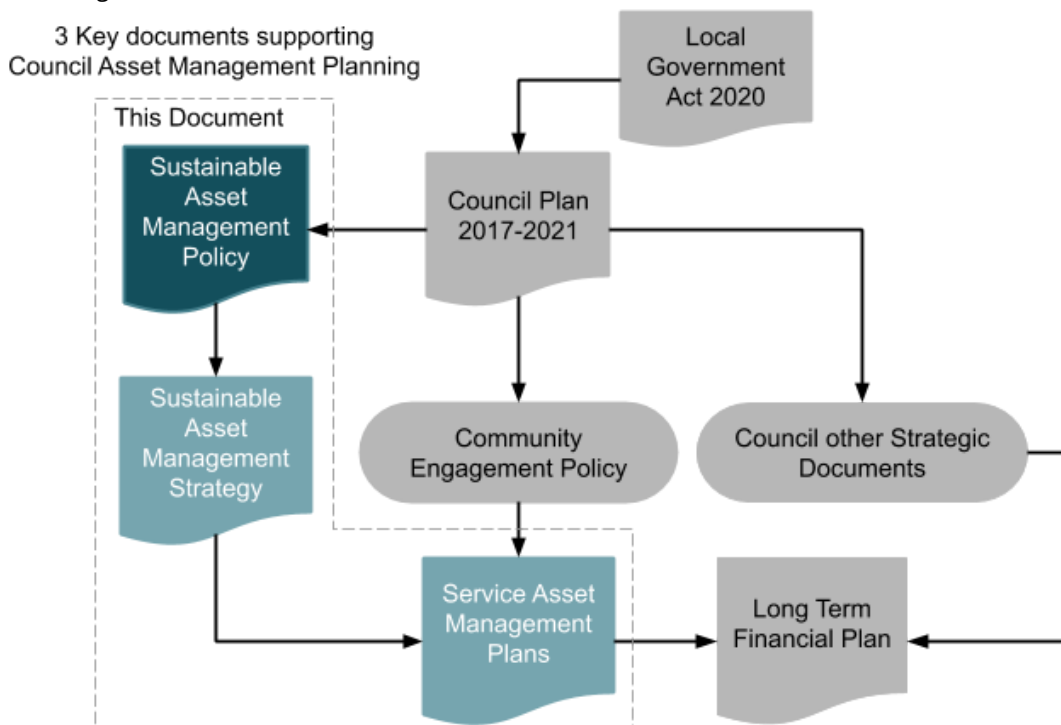 3 Key documents supporting
Council Asset Management Planning
Local
Government
Act 2020
This Document
Sustainable
Asset
Management
Policy
Council Plan
2017-2021
Sustainable
Asset
Management
Strategy
Community
Engagement Policy
Council other Strategic
Documents
Service Asset
Management
Plans
Long Term
Financial Plan